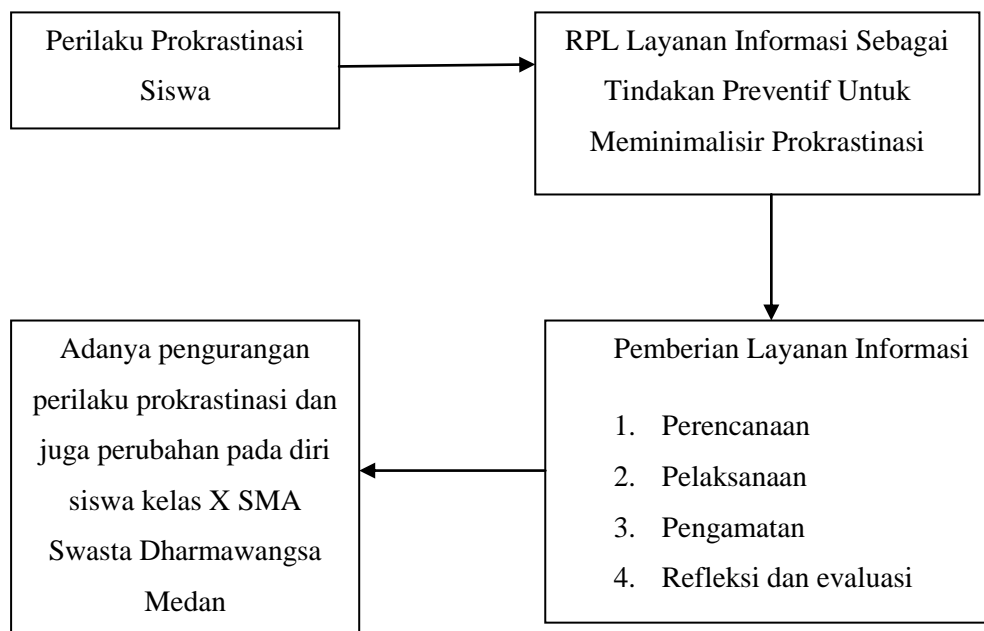 Perilaku Prokrastinasi
Siswa
RPL Layanan Informasi Sebagai
Tindakan Preventif Untuk
Meminimalisir Prokrastinasi
Pemberian Layanan Informasi
1. Perencanaan
2. Pelaksanaan
3. Pengamatan
4. Refleksi dan evaluasi
Adanya pengurangan
perilaku prokrastinasi dan
juga perubahan pada diri
siswa kelas X SMA
Swasta Dharmawangsa
Medan